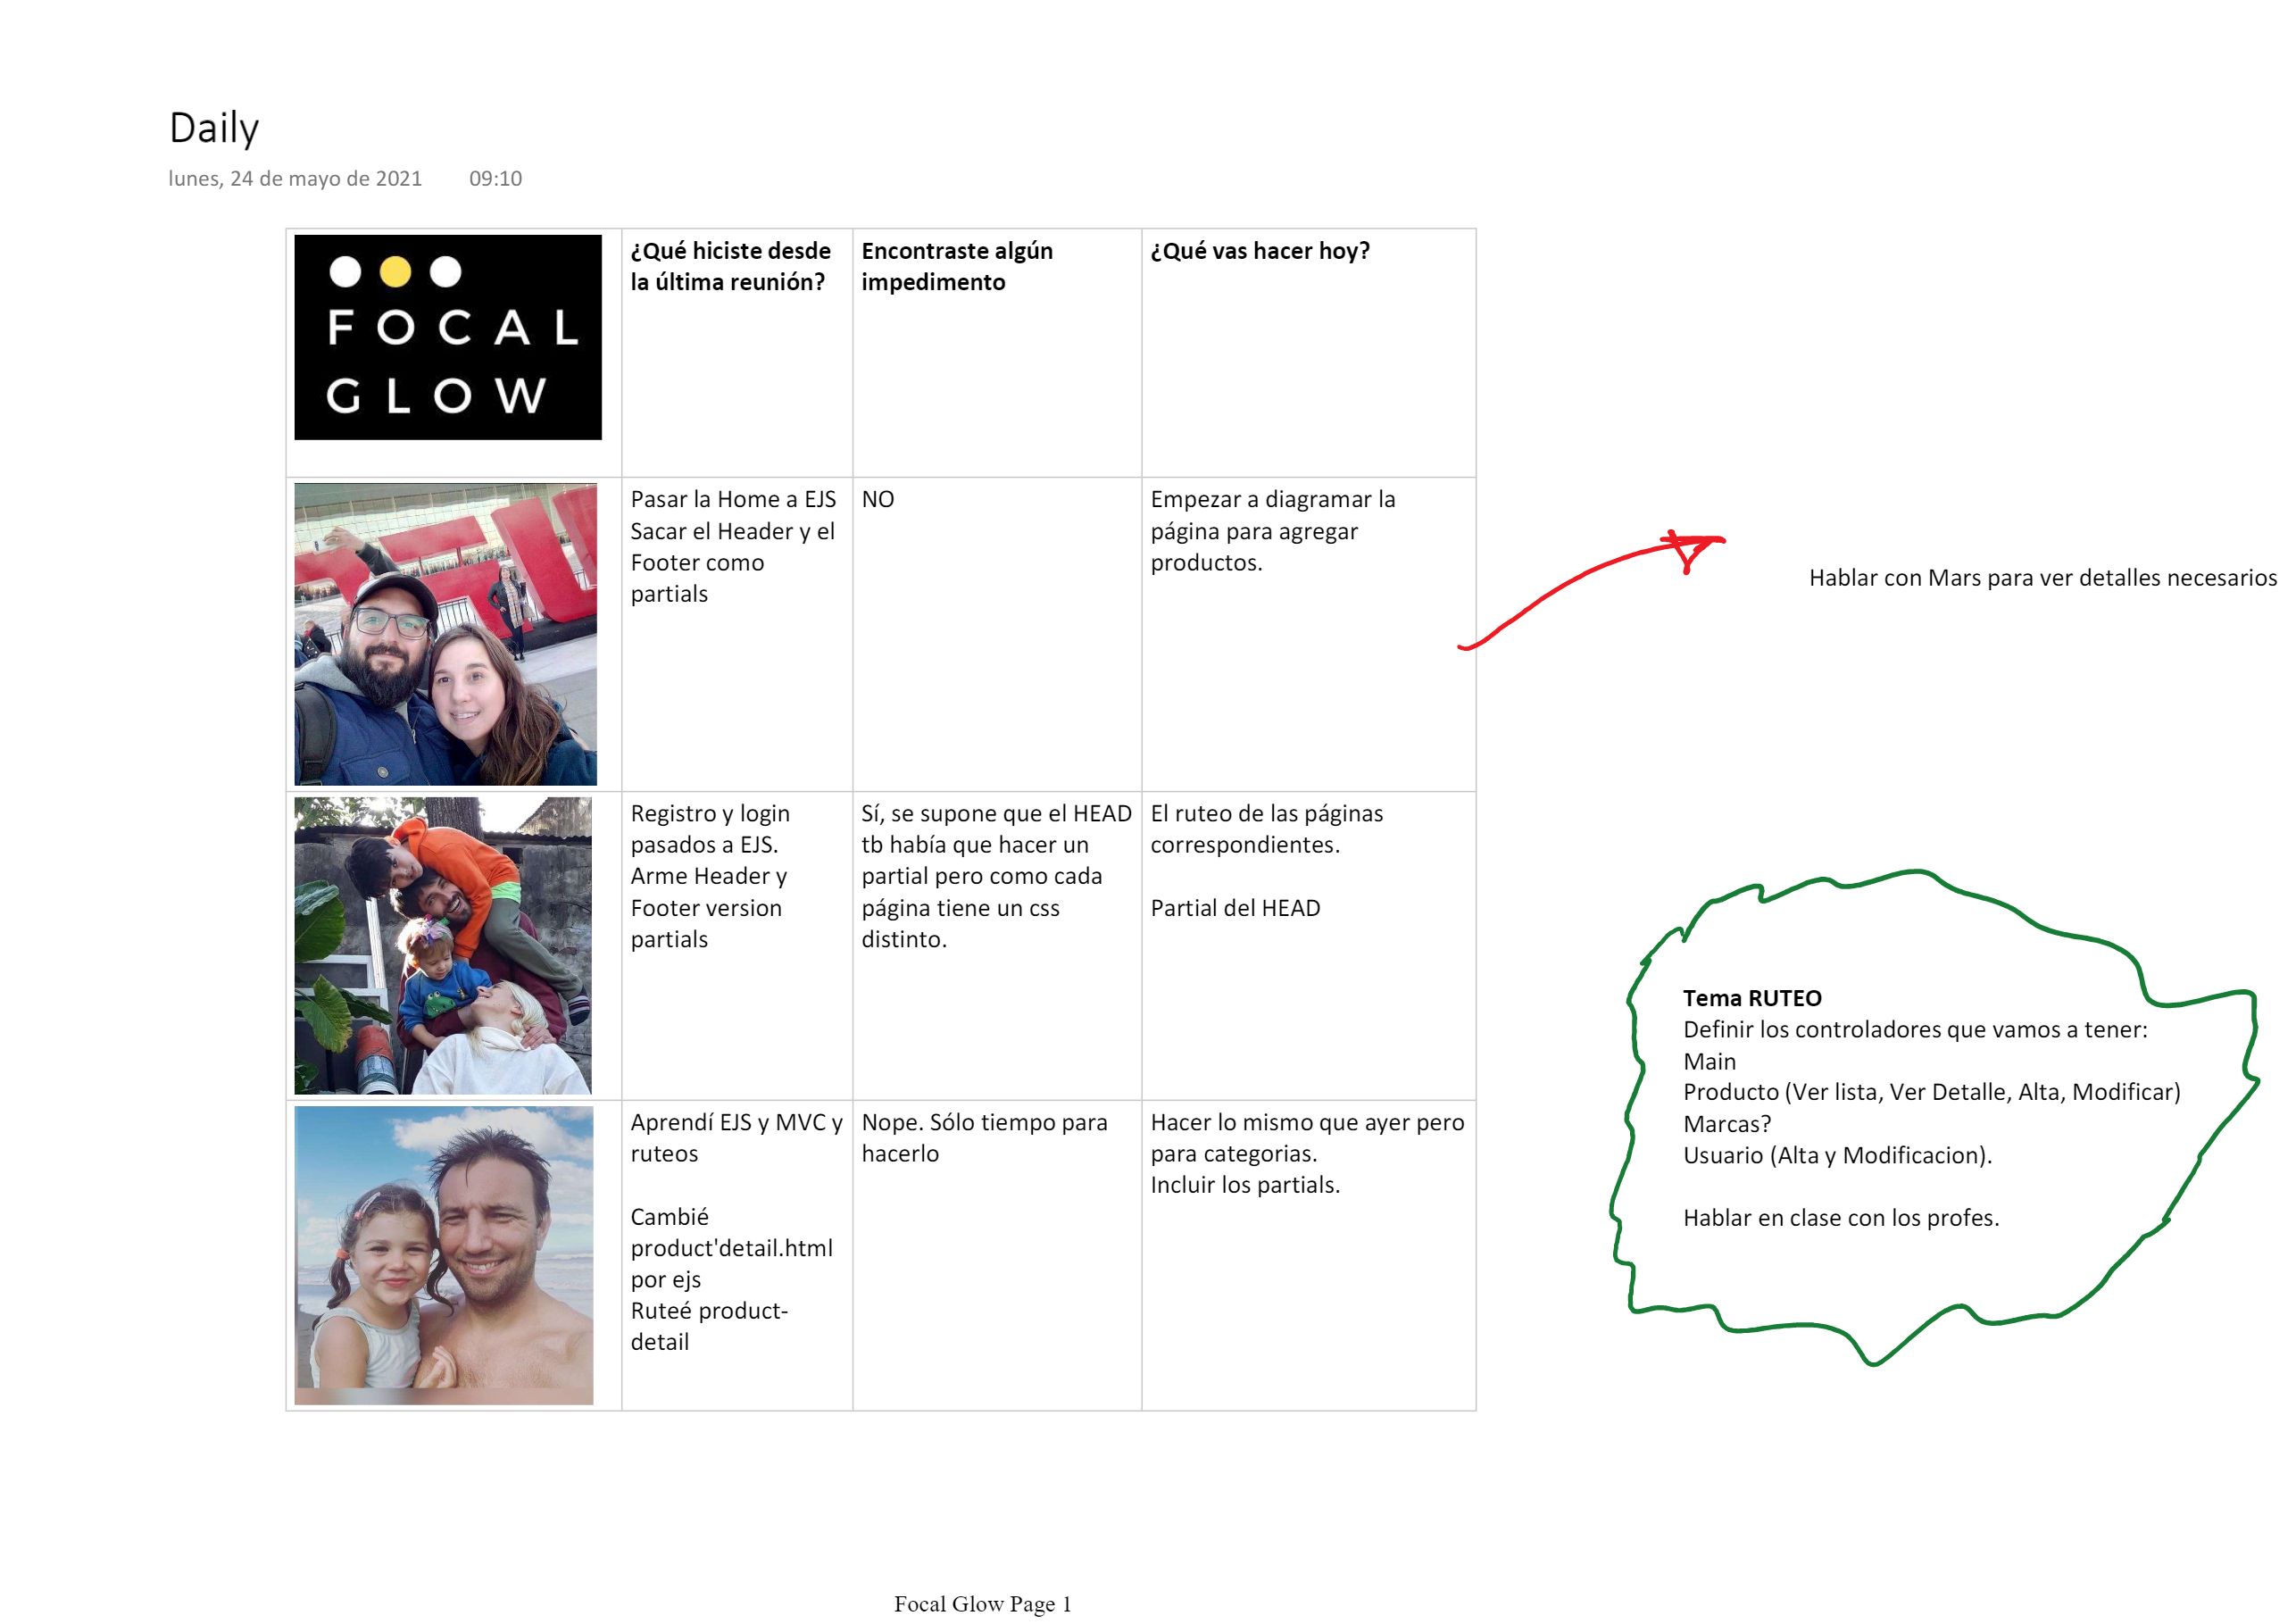 Daily
lunes, 24 de mayo de 2021 09:10
FOCAL
GLOW
¿Qué hiciste desde
la última reunión?
Encontraste algún
impedimento
¿Qué vas hacer hoy?
Pasar la Home a EJS
Sacar el Header y el
Footer como
partials
NO
Empezar a diagramar la
página para agregar
productos.
Hablar con Mars para ver detalles necesarios
Registro y login
pasados a EJS.
Arme Header y
Footer version
partials
Sí, se supone que el HEAD
tb había que hacer un
partial pero como cada
página tiene un css
distinto.
El ruteo de las páginas
correspondientes.
Partial del HEAD
Tema RUTEO
Definir los controladores que vamos a tener:
Main
Producto (Ver lista, Ver Detalle, Alta, Modificar)
Marcas?
Usuario (Alta y Modificacion).
Hablar en clase con los profes.
Aprendí EJS y MVC y
ruteos
Cambié
product'detail.html
por ejs
Ruteé product-
detail
Nope. Sólo tiempo para
hacerlo
Hacer lo mismo que ayer pero
para categorias.
Incluir los partials.
Focal Glow Page 1